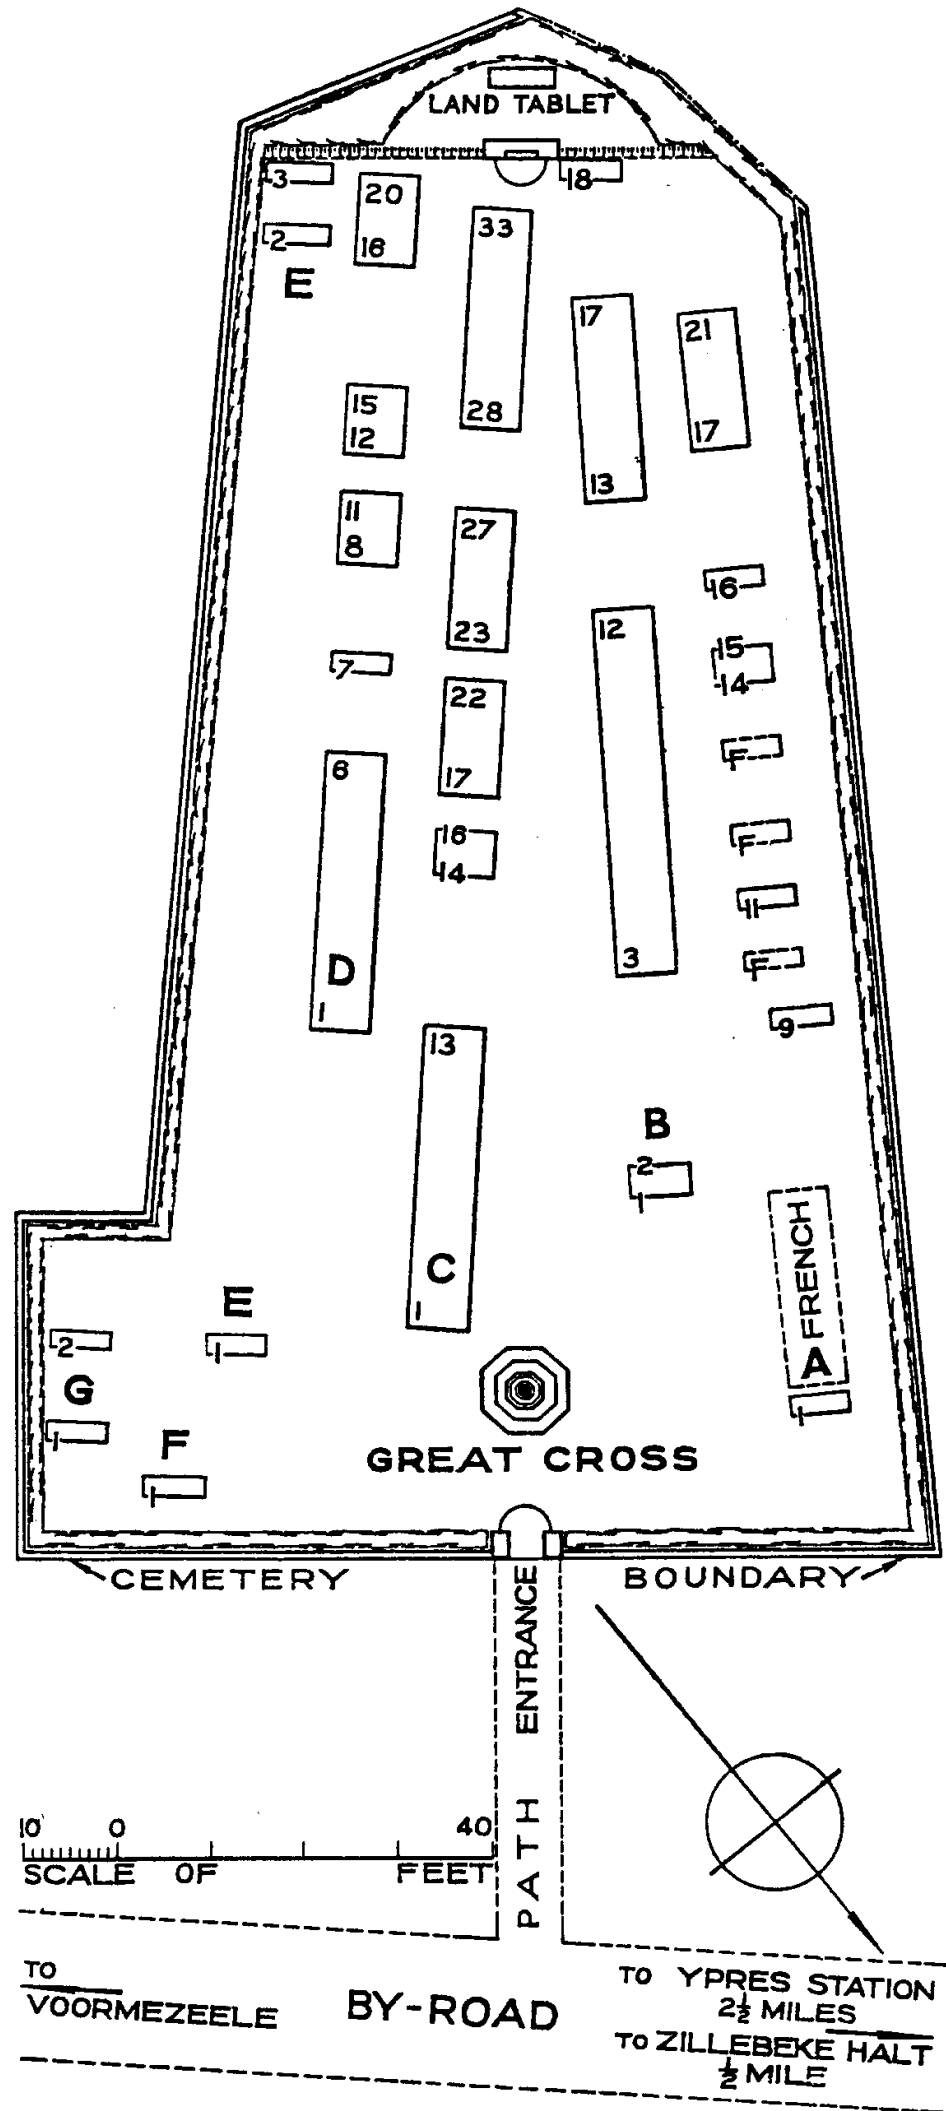 LAND TABLET
3
20
18
33
2
16
E
17
21
15
28
12
17
13
11
27
8
16
23
12
15
7
14
22
6
F
17
16
F
14
11
D
3
F
1
9
13
B
2
1
FRENCH
C
E
1
2
1
A
G
1
GREAT CROSS
1
F
1
CEMETERY
BOUNDARY
PATH ENTRANCE
10 0 40
SCALE OF FEET
TO
VOORMEZEELE
BY-ROAD
TO YPRES STATION
2½ MILES
TO ZILLEBEKE HALT
½ MILE